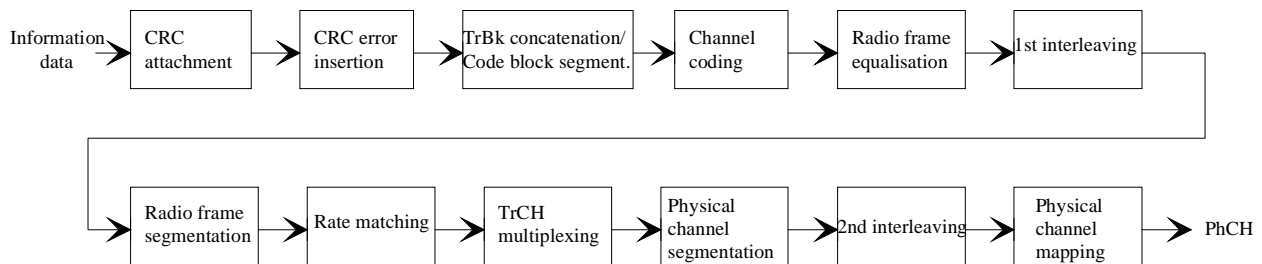 Information
data
CRC
attachment
CRC error
insertion
TrBk concatenation/
Code block segment.
Channel
coding
Radio frame
equalisation
1st interleaving
Radio frame
segmentation
Rate matching
TrCH
multiplexing
Physical
channel
segmentation
2nd interleaving
Physical
channel
mapping
PhCH